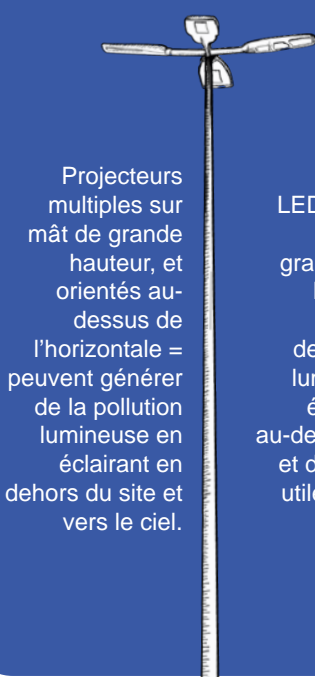 Projecteurs
multiples sur
mât de grande
hauteur, et
orientés au-
dessus de
l'horizontale =
peuvent générer
de la pollution
lumineuse en
éclairant en
dehors du site et
vers le ciel.
LED